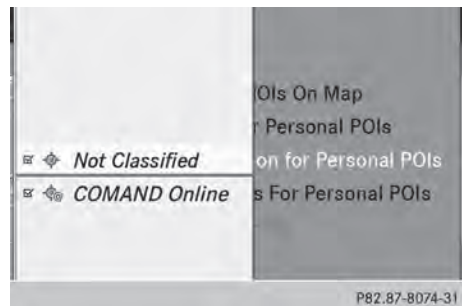 OIs On Map
r Personal POIs
Not Classified on for Personal POIs
COMAND Online s For Personal POIs
P82.87-8074-31